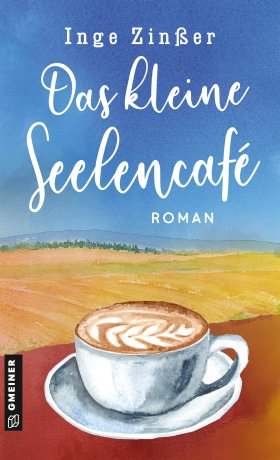 Inge Zinßer
Das kleine
Seelencafé
ROMAN
GMEINER